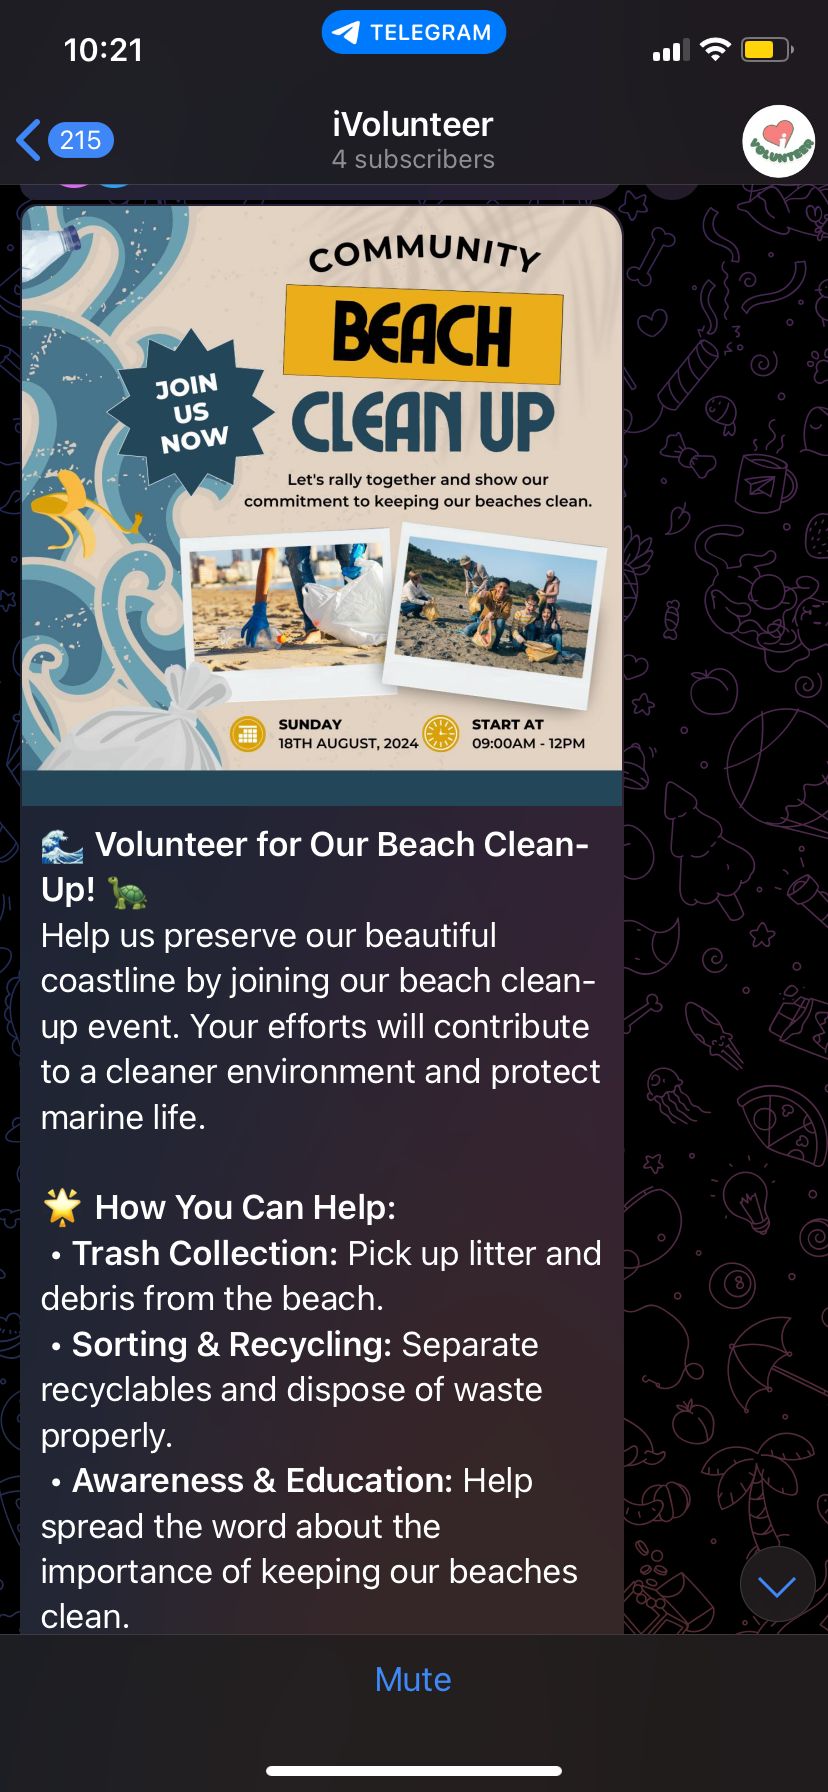 10:21
TELEGRAM
215
iVolunteer
4 subscribers
i
VOLUNTEER
COMMUNITY
BEACH
CLEAN UP
JOIN
US
NOW
Let's rally together and show our
commitment to keeping our beaches clean.
SUNDAY
18TH AUGUST, 2024
START AT
09:00AM - 12PM
🌊 Volunteer for Our Beach Clean-
Up! 🐢
Help us preserve our beautiful
coastline by joining our beach clean-
up event. Your efforts will contribute
to a cleaner environment and protect
marine life.
🌟 How You Can Help:
• Trash Collection: Pick up litter and
debris from the beach.
• Sorting & Recycling: Separate
recyclables and dispose of waste
properly.
• Awareness & Education: Help
spread the word about the
importance of keeping our beaches
clean.
Mute